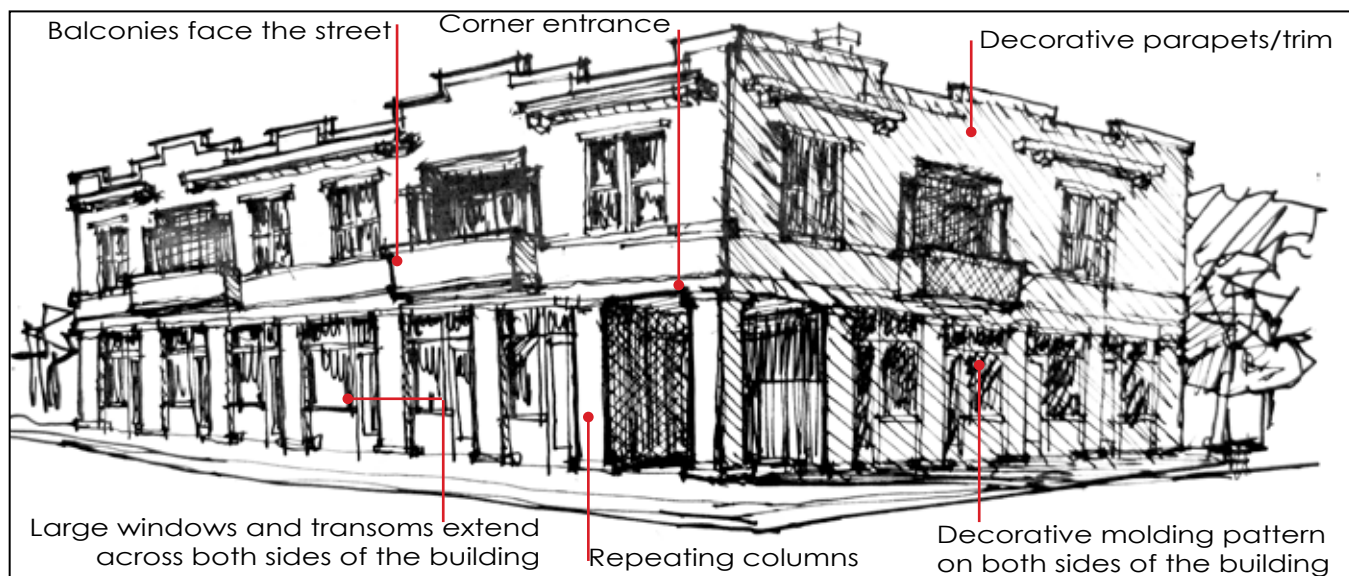 Balconies face the street
Corner entrance
Decorative parapets/trim
Large windows and transoms extend
across both sides of the building
Repeating columns
Decorative molding pattern
on both sides of the building